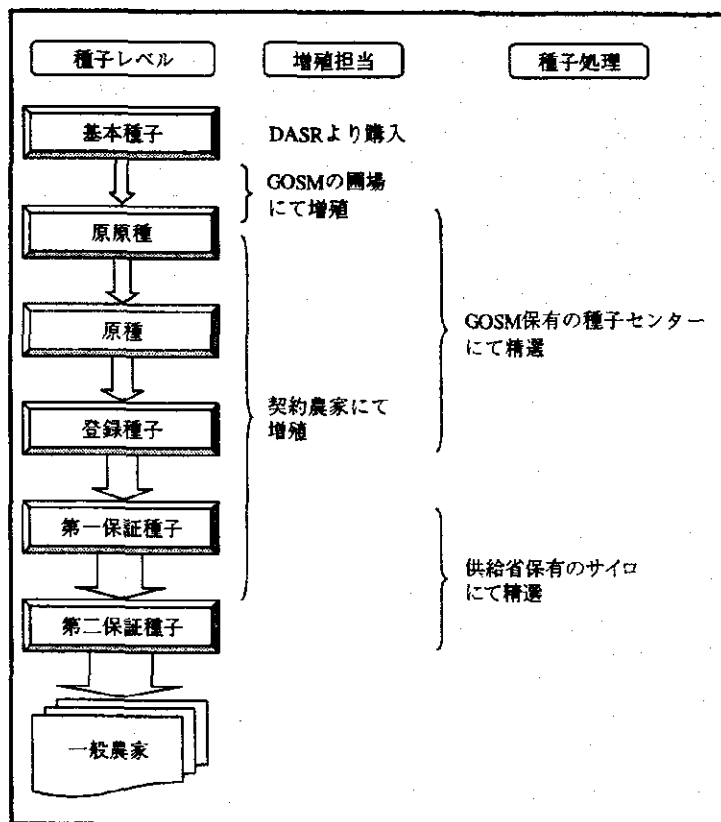 種子レベル
増殖担当
種子処理
基本種子
DASRより購入
GOSMの圃場
にて増殖
原原種
原種
GOSM保有の種子センター
にて精選
契約農家にて
増殖
登録種子
第一保証種子
供給省保有のサイロ
にて精選
第二保証種子
一般農家